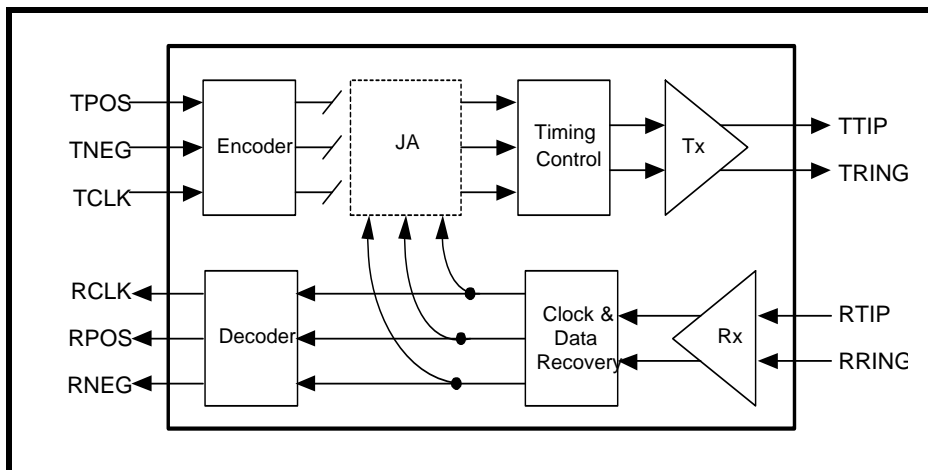 TPOS
TNEG
TCLK
Encoder
JA
Timing
Control
Tx
TTIP
TRING
RCLK
RPOS
RNEG
Decoder
Clock &
Data
Recovery
Rx
RTIP
RRING